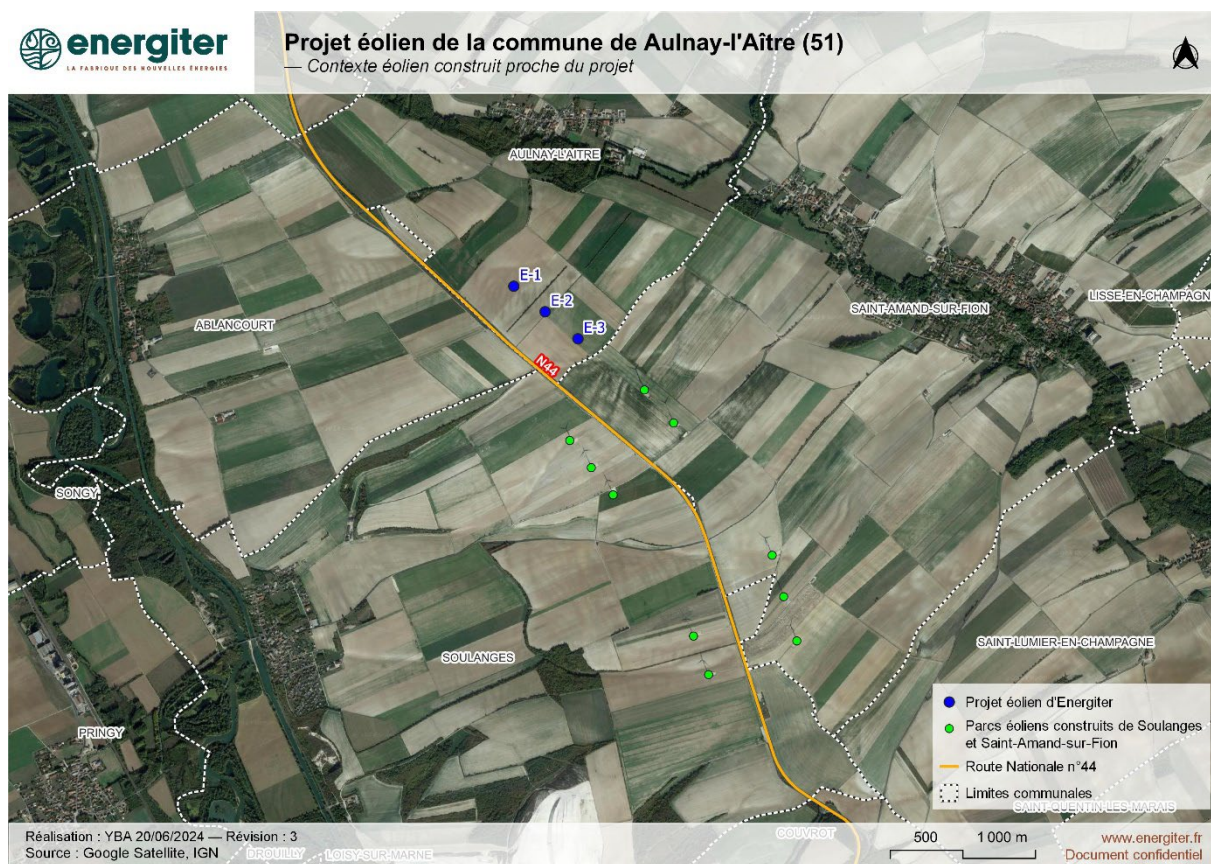 energiter
LA FABRIQUE DES NOUVELLES ÉNERGIES
Projet éolien de la commune de Aulnay-l'Aître (51)
— Contexte éolien construit proche du projet
AULNAY-L'AITRE
E-1
E-2
E-3
N44
ABLANCOURT
SAINT-AMAND-SUR-FION
LISSE-EN-CHAMPAGN
SONGY
SOULANGES
SAINT-LUMIER-EN-CHAMPAGNE
PRINGY
Projet éolien d'Energiter
Parcs éoliens construits de Soulanges
et Saint-Amand-sur-Fion
Route Nationale n°44
Limites communales
SAINT-QUENTIN-LES-MARAIS
COUVROT
DROUILLY
LOISY-SUR-MARNE
Réalisation : YBA 20/06/2024 — Révision : 3
Source : Google Satellite, IGN
500 1 000 m
www.energiter.fr
Document confidentiel